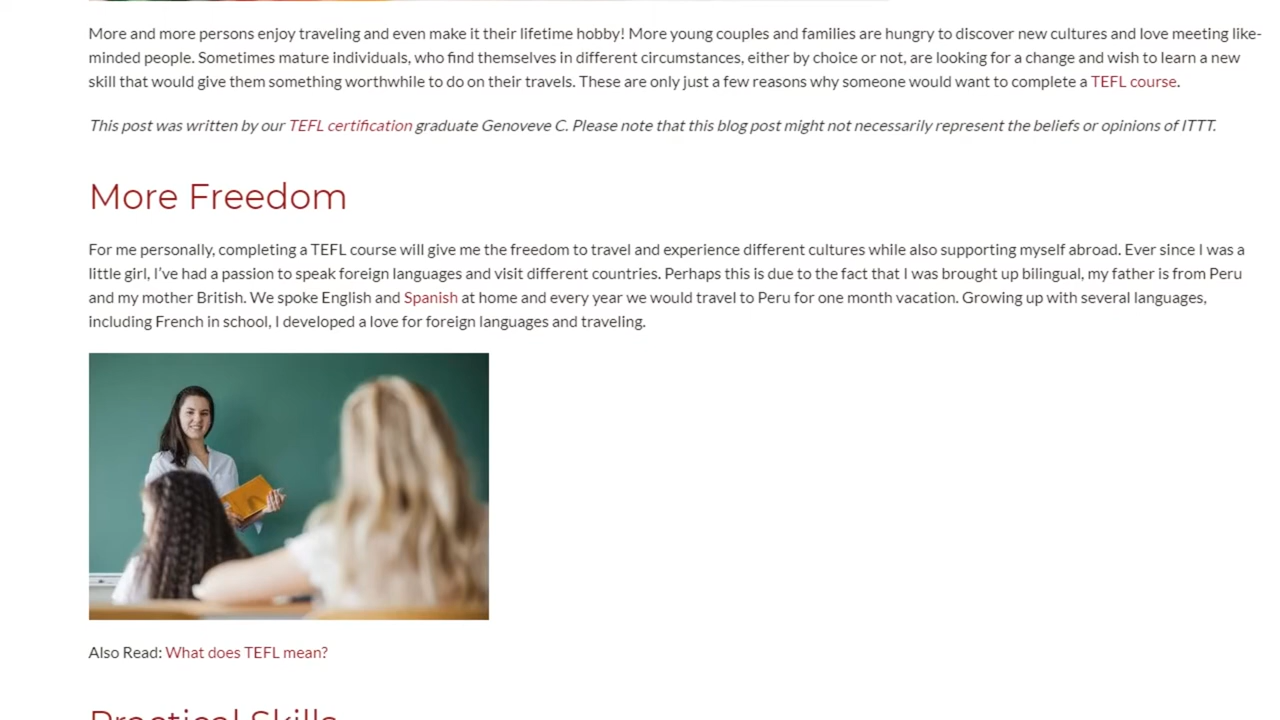 More and more persons enjoy traveling and even make it their lifetime hobby! More young couples and families are hungry to discover new cultures and love meeting like-
minded people. Sometimes mature individuals, who find themselves in different circumstances, either by choice or not, are looking for a change and wish to learn a new
skill that would give them something worthwhile to do on their travels. These are only just a few reasons why someone would want to complete a TEFL course.
This post was written by our TEFL certification graduate Genoveve C. Please note that this blog post might not necessarily represent the beliefs or opinions of ITTT.
More Freedom
For me personally, completing a TEFL course will give me the freedom to travel and experience different cultures while also supporting myself abroad. Ever since I was a
little girl, I've had a passion to speak foreign languages and visit different countries. Perhaps this is due to the fact that I was brought up bilingual, my father is from Peru
and my mother British. We spoke English and Spanish at home and every year we would travel to Peru for one month vacation. Growing up with several languages,
including French in school, I developed a love for foreign languages and traveling.
Also Read: What does TEFL mean?
Practical Skills